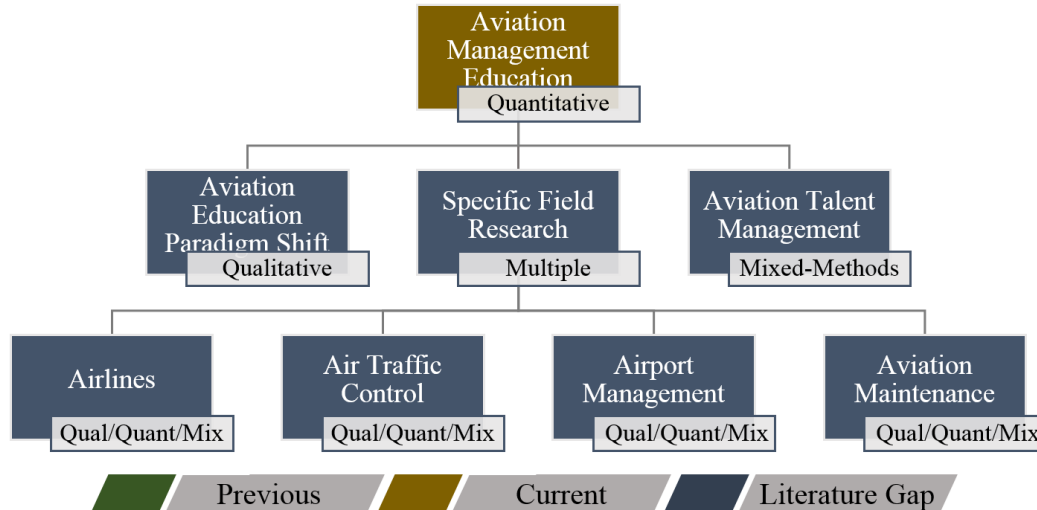 Aviation
Management
Education
Quantitative
Aviation
Education
Paradigm Shift
Qualitative
Specific Field
Research
Multiple
Aviation Talent
Management
Mixed-Methods
Airlines
Qual/Quant/Mix
Air Traffic
Control
Qual/Quant/Mix
Airport
Management
Qual/Quant/Mix
Aviation
Maintenance
Qual/Quant/Mix
Previous
Current
Literature Gap